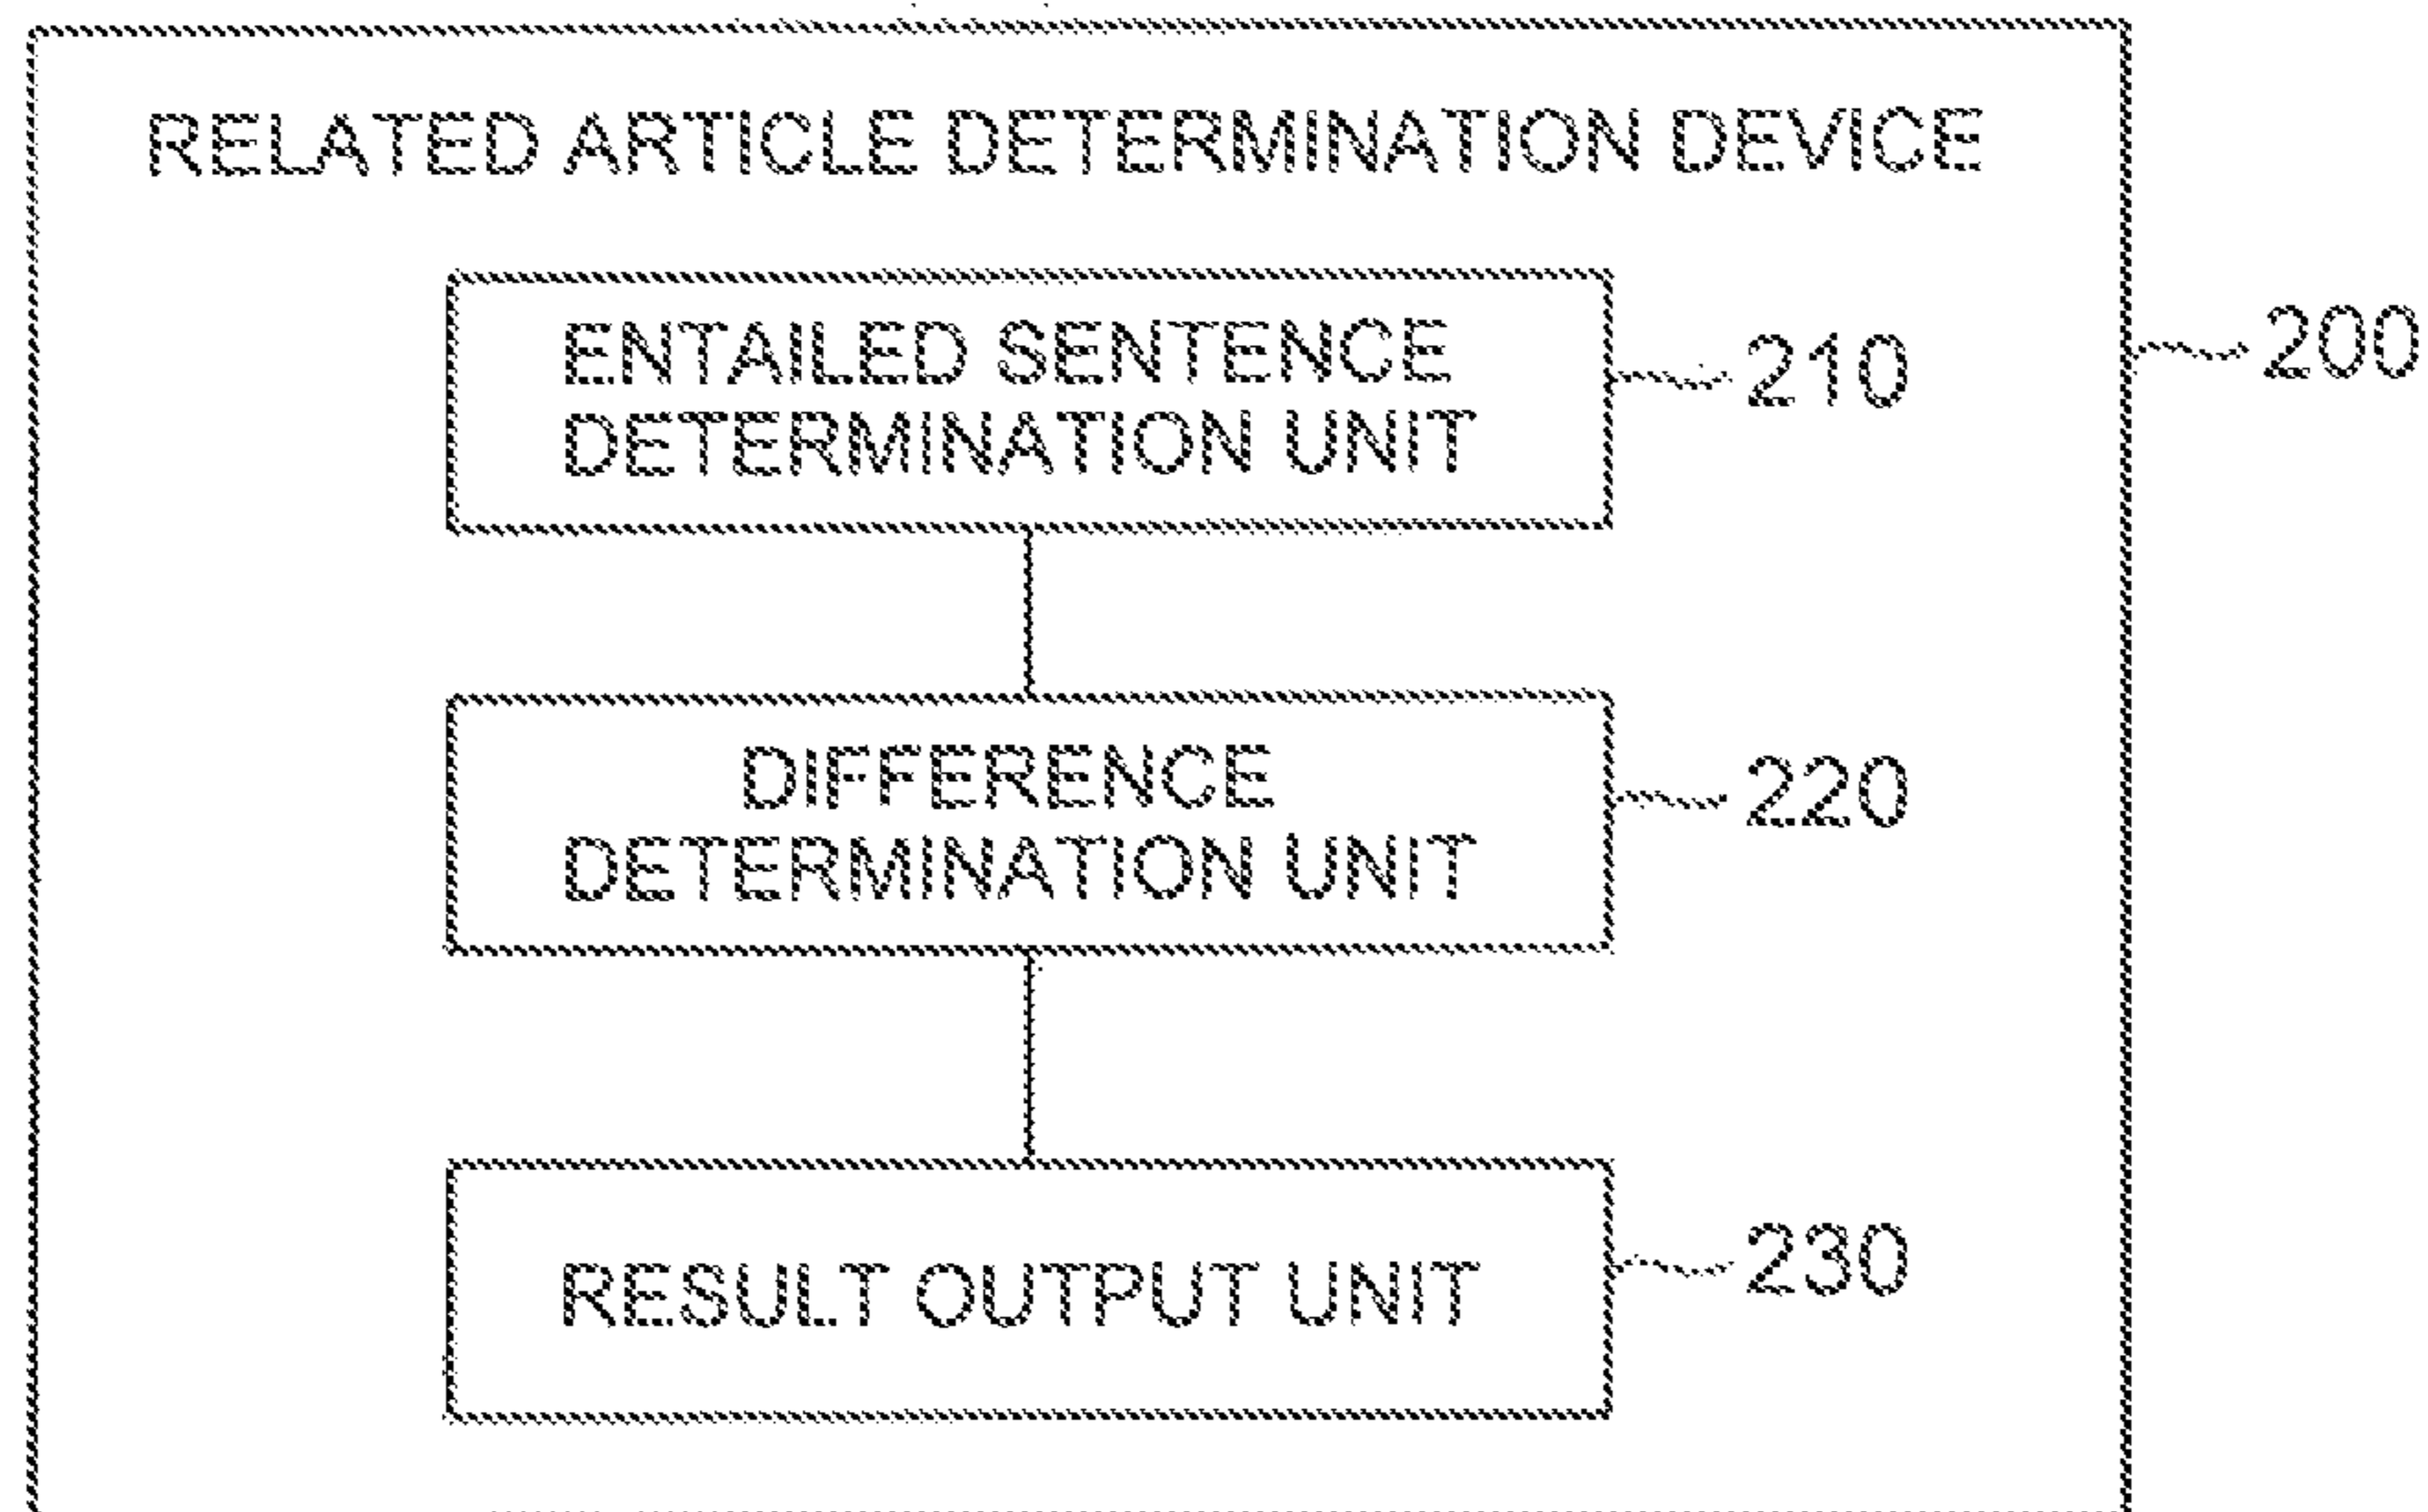 RELATED ARTICLE DETERMINATION DEVICE
ENTAILED SENTENCE
DETERMINATION UNIT
210
200
DIFFERENCE
DETERMINATION UNIT
220
RESULT OUTPUT UNIT
230